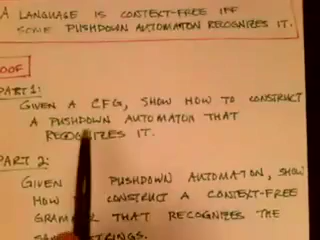 A LANGUAGE IS CONTEXT-FREE IFF
SOME PUSHDOWN AUTOMATON RECOGNIZES IT.
OOF
PART 1:
GIVEN A CFG, SHOW HOW TO CONSTRUCT
A PUSHDOWN AUTOMATON THAT
RECOGNIZES IT.
PART 2:
GIVEN PUSHDOWN AUTOMATON, SHOW
HOW CONSTRUCT A CONTEXT-FREE
GRAMMAR THAT RECOGNIZES THE
STRINGS.